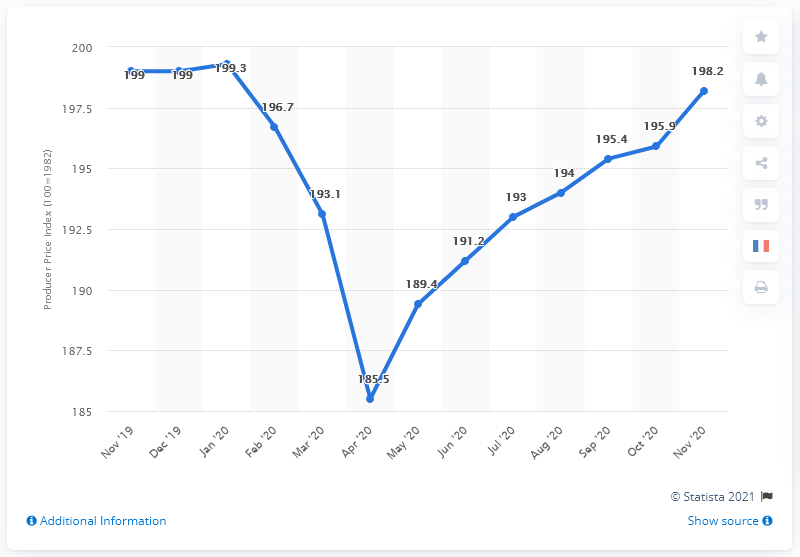 200
197.5
195
192.5
190
187.5
185
Producer Price Index (100=1982)
199
199
199.3
196.7
193.1
185.5
189.4
191.2
193
194
195.4
195.9
198.2
Nov '19
Dec '19
Jan '20
Feb '20
Mar '20
Apr '20
May '20
Jun '20
Jul '20
Aug '20
Sep '20
Oct '20
Nov '20
© Statista 2021
Additional Information
Show source